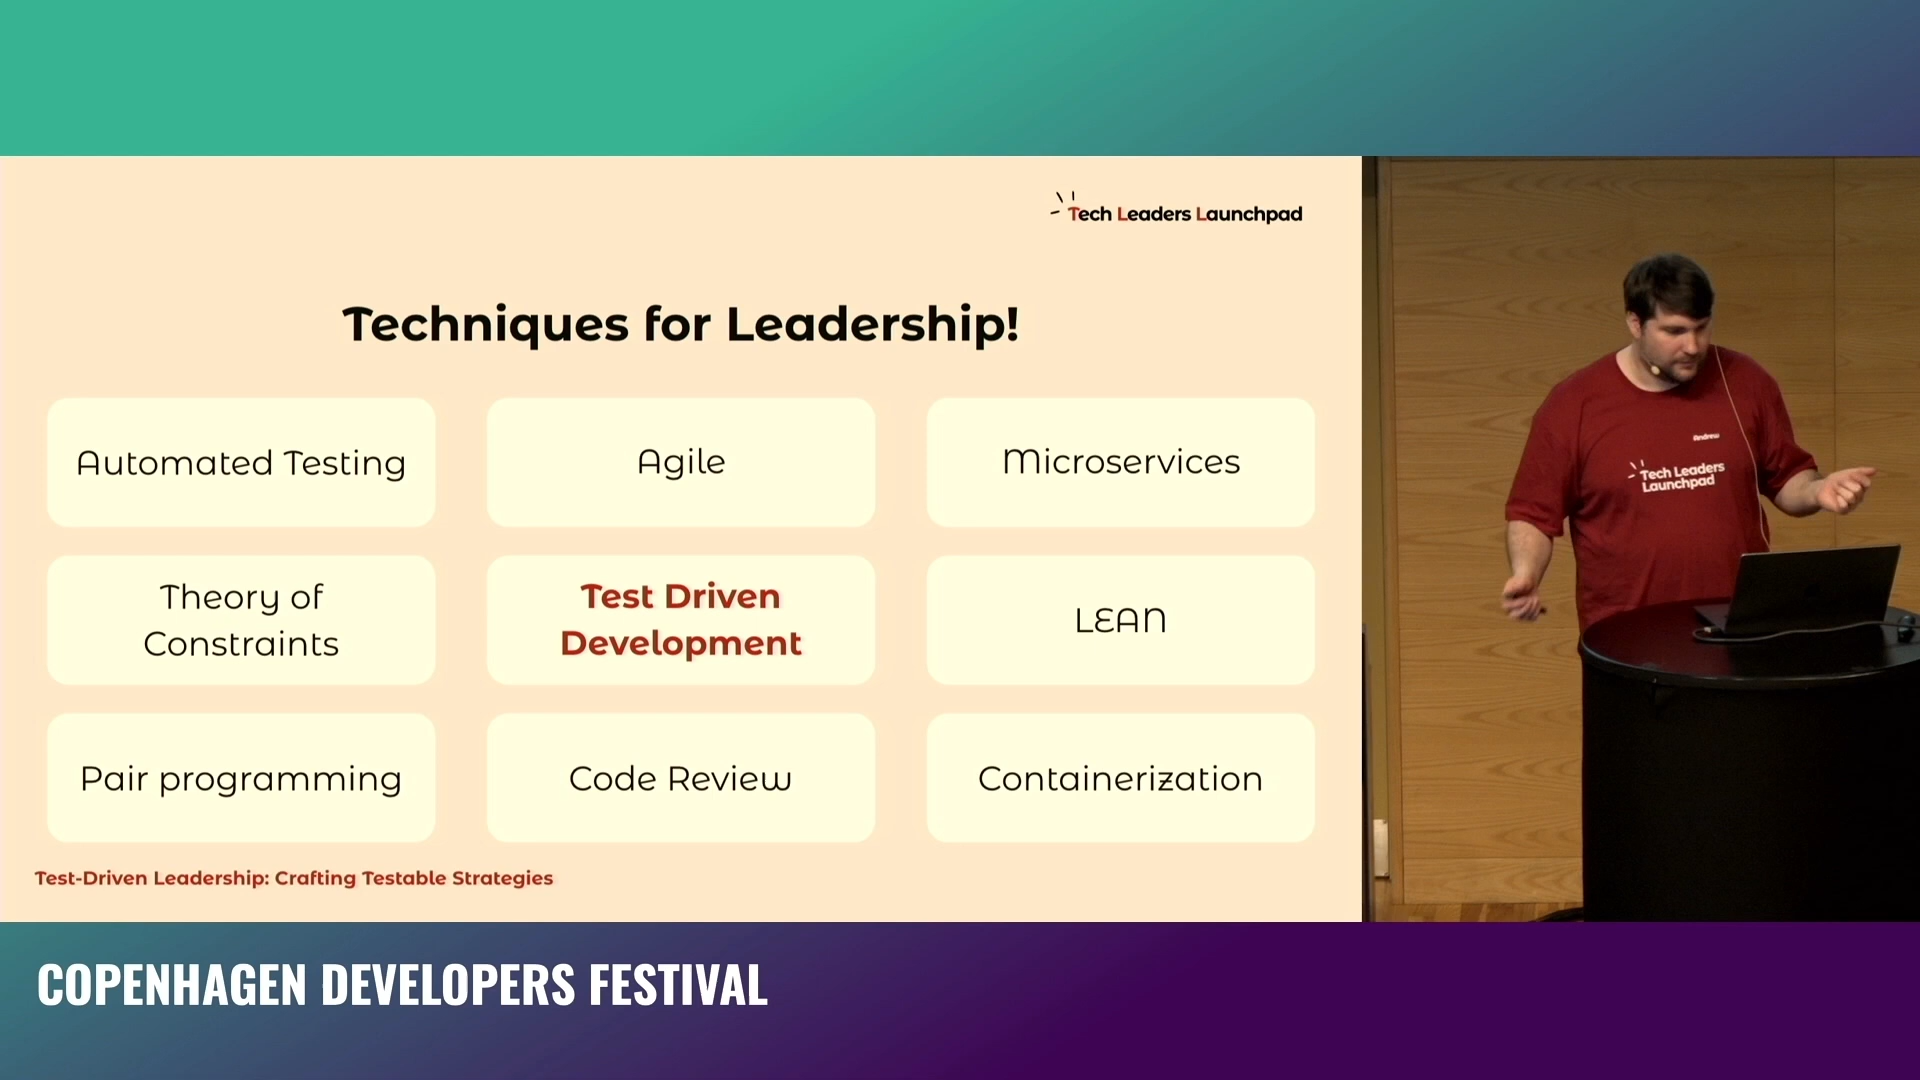 Tech Leaders Launchpad
Techniques for Leadership!
Automated Testing
Agile
Microservices
Theory of
Constraints
Test Driven
Development
LEAN
Pair programming
Code Review
Containerization
Test-Driven Leadership: Crafting Testable Strategies
Andrew
Tech Leaders
Launchpad
COPENHAGEN DEVELOPERS FESTIVAL